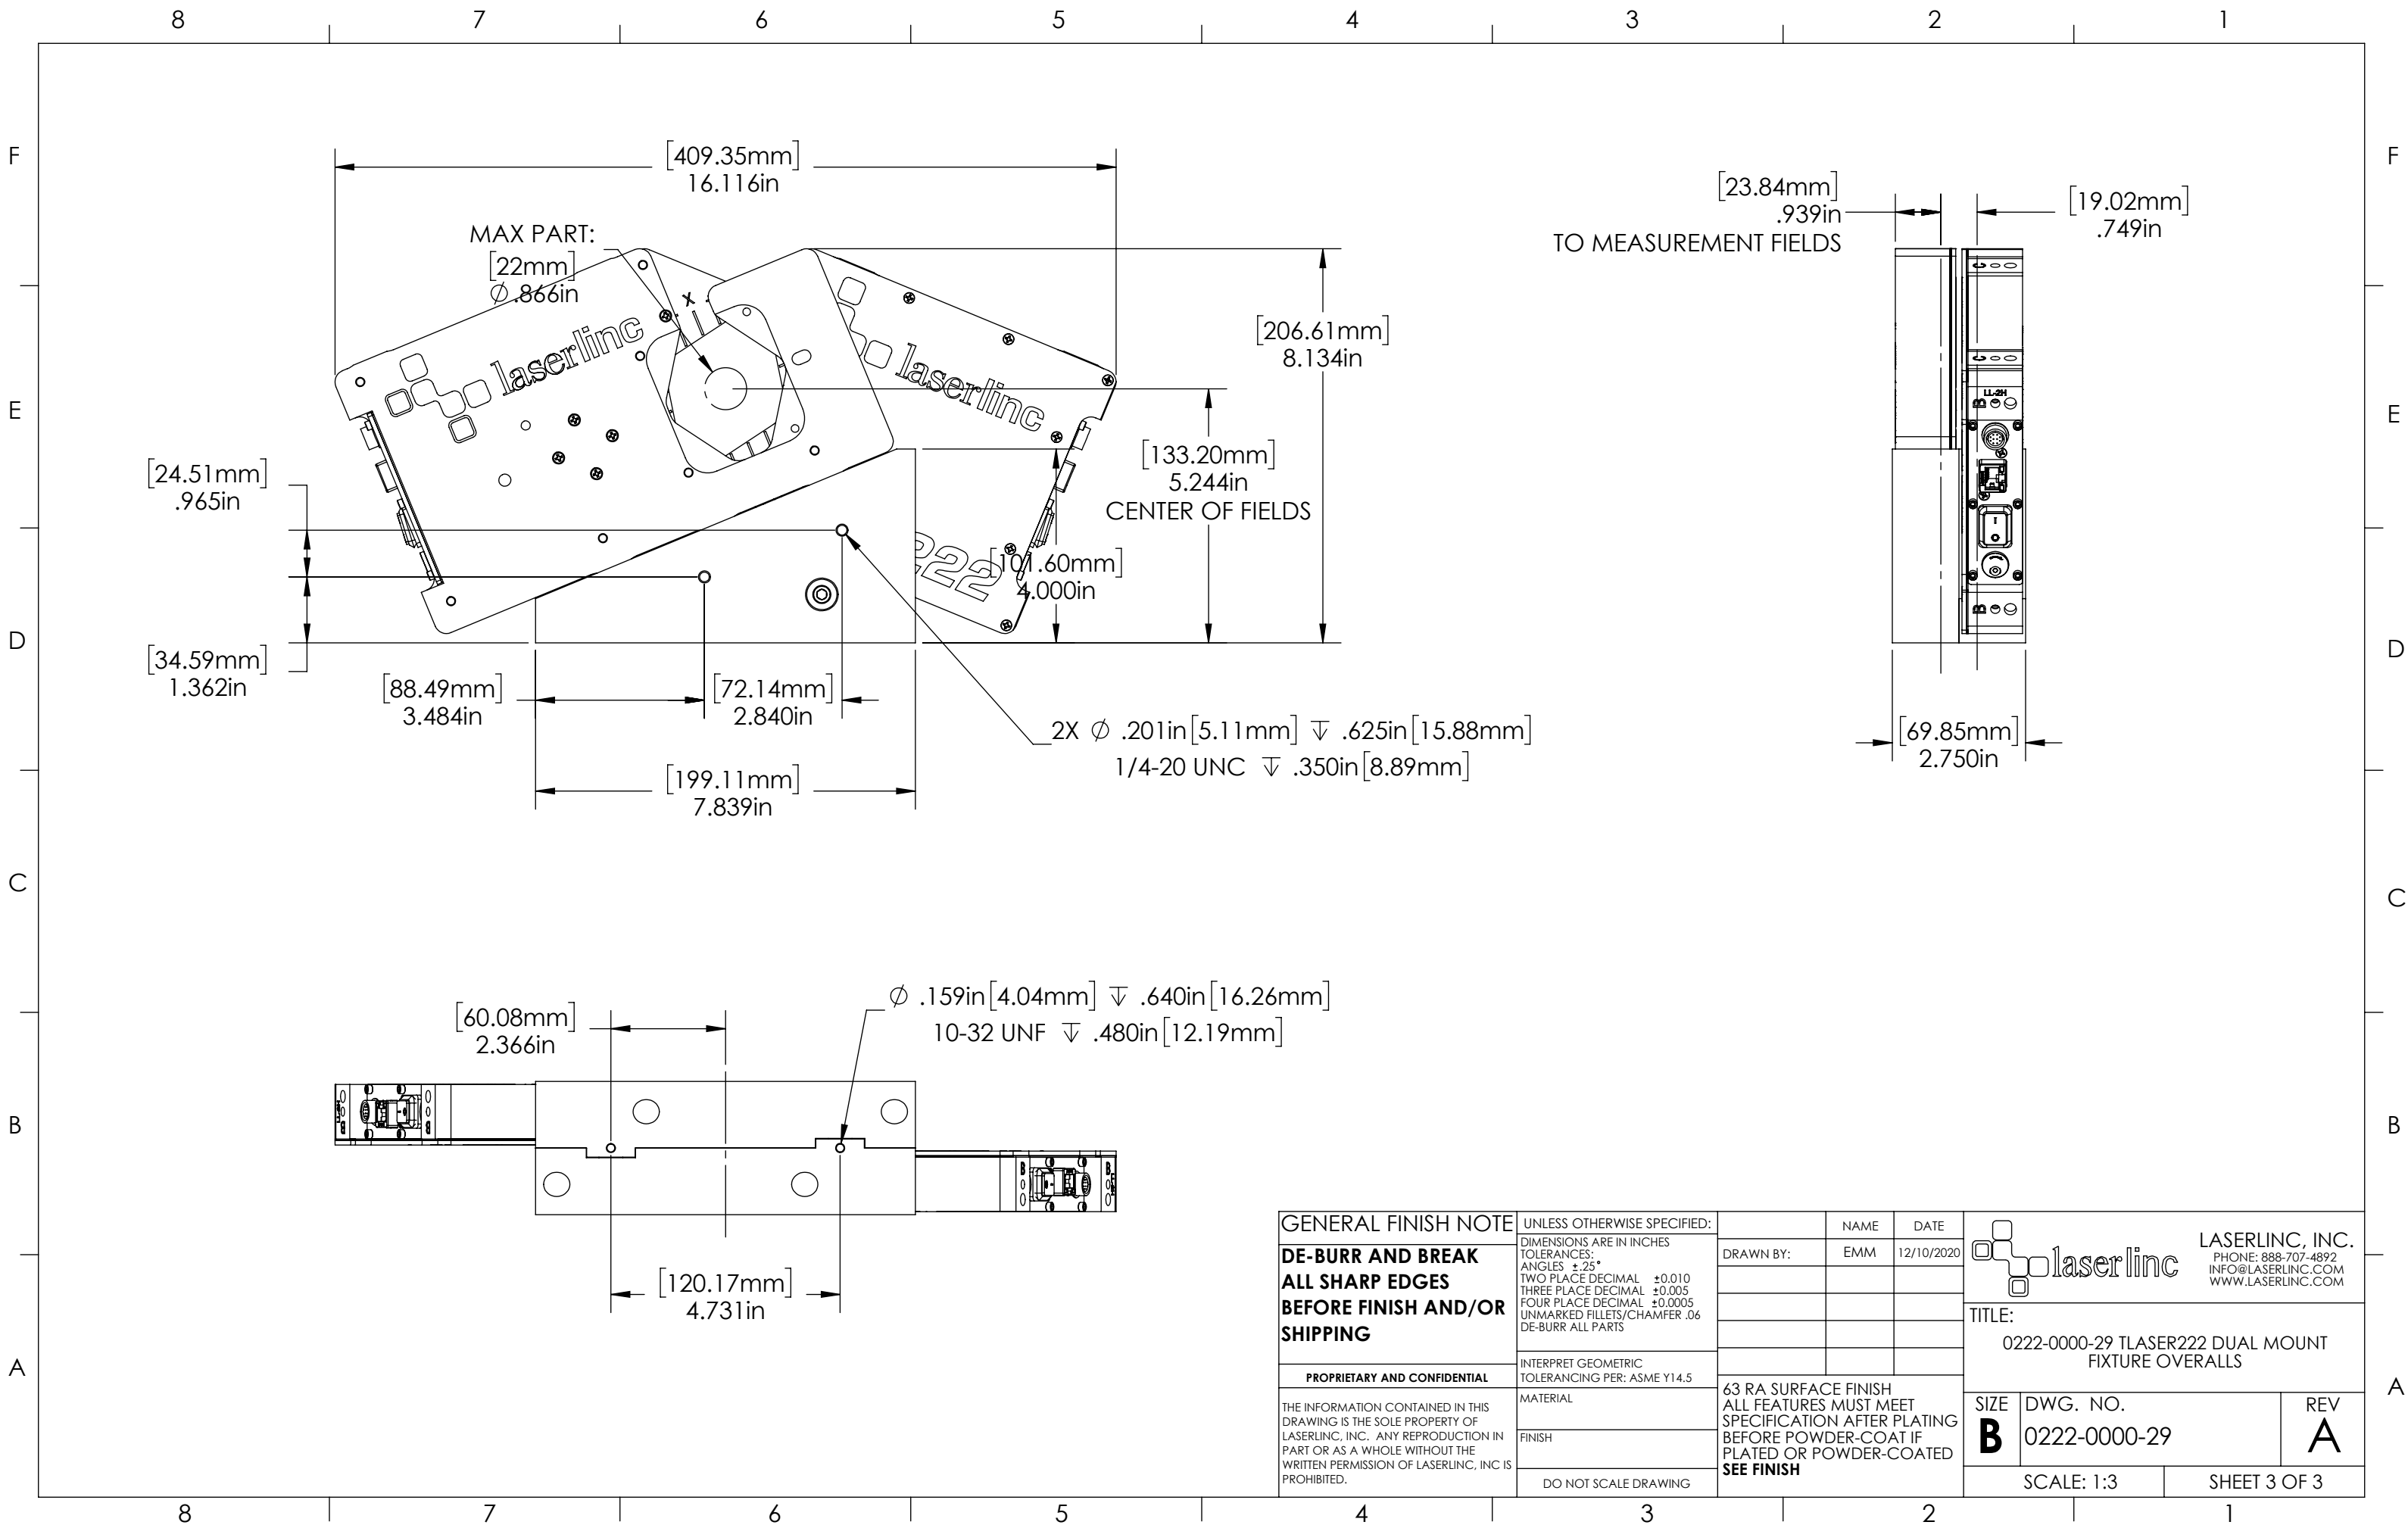 8 7 6 5 4 3 2 1
F F
E E
D D
C C
B B
A A
[409.35mm]
16.116in
MAX PART:
[22mm]
∅ .866in
X
laserlinc
laserlinc
222
[206.61mm]
8.134in
[133.20mm]
5.244in
CENTER OF FIELDS
[101.60mm]
4.000in
[24.51mm]
.965in
[34.59mm]
1.362in
[88.49mm]
3.484in
[72.14mm]
2.840in
[199.11mm]
7.839in
2X ∅ .201in[5.11mm] ↧ .625in[15.88mm]
1/4-20 UNC ↧ .350in[8.89mm]
[23.84mm]
.939in
TO MEASUREMENT FIELDS
[19.02mm]
.749in
C
C
LL-2H
B
B
[69.85mm]
2.750in
[60.08mm]
2.366in
∅ .159in[4.04mm] ↧ .640in[16.26mm]
10-32 UNF ↧ .480in[12.19mm]
B
B B
[120.17mm]
4.731in
GENERAL FINISH NOTE
DE-BURR AND BREAK
ALL SHARP EDGES
BEFORE FINISH AND/OR
SHIPPING
PROPRIETARY AND CONFIDENTIAL
THE INFORMATION CONTAINED IN THIS
DRAWING IS THE SOLE PROPERTY OF
LASERLINC, INC. ANY REPRODUCTION IN
PART OR AS A WHOLE WITHOUT THE
WRITTEN PERMISSION OF LASERLINC, INC IS
PROHIBITED.
UNLESS OTHERWISE SPECIFIED:
DIMENSIONS ARE IN INCHES
TOLERANCES:
ANGLES ±.25°
TWO PLACE DECIMAL ±0.010
THREE PLACE DECIMAL ±0.005
FOUR PLACE DECIMAL ±0.0005
UNMARKED FILLETS/CHAMFER .06
DE-BURR ALL PARTS
INTERPRET GEOMETRIC
TOLERANCING PER: ASME Y14.5
MATERIAL
FINISH
DO NOT SCALE DRAWING
NAME DATE
DRAWN BY: EMM 12/10/2020
63 RA SURFACE FINISH
ALL FEATURES MUST MEET
SPECIFICATION AFTER PLATING
BEFORE POWDER-COAT IF
PLATED OR POWDER-COATED
SEE FINISH
laserlinc
LASERLINC, INC.
PHONE: 888-707-4892
INFO@LASERLINC.COM
WWW.LASERLINC.COM
TITLE:
0222-0000-29 TLASER222 DUAL MOUNT
FIXTURE OVERALLS
SIZE DWG. NO. REV
B 0222-0000-29 A
SCALE: 1:3 SHEET 3 OF 3
8 7 6 5 4 3 2 1